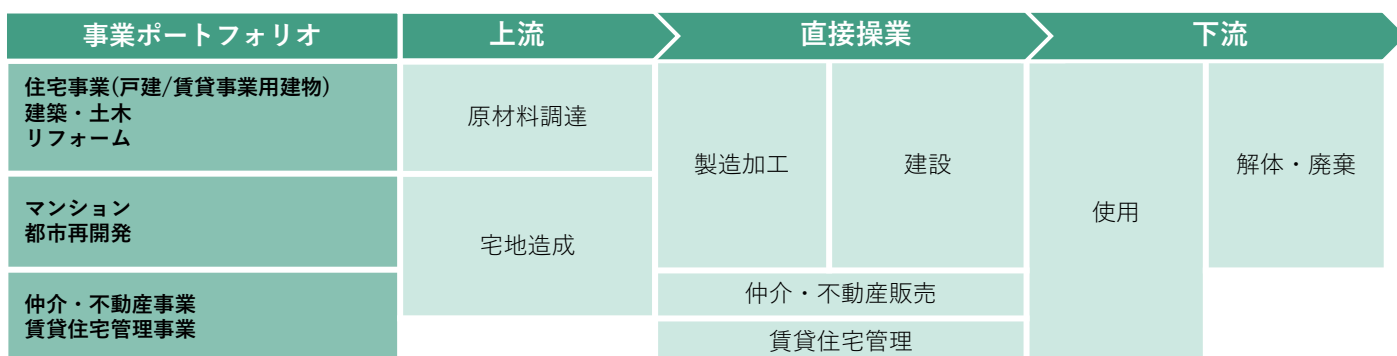 事業ポートフォリオ
上流
直接操業
下流
住宅事業(戸建/賃貸事業用建物)
建築・土木
リフォーム
原材料調達
製造加工
建設
使用
解体・廃棄
マンション
都市再開発
宅地造成
仲介・不動産事業
賃貸住宅管理事業
仲介・不動産販売
賃貸住宅管理